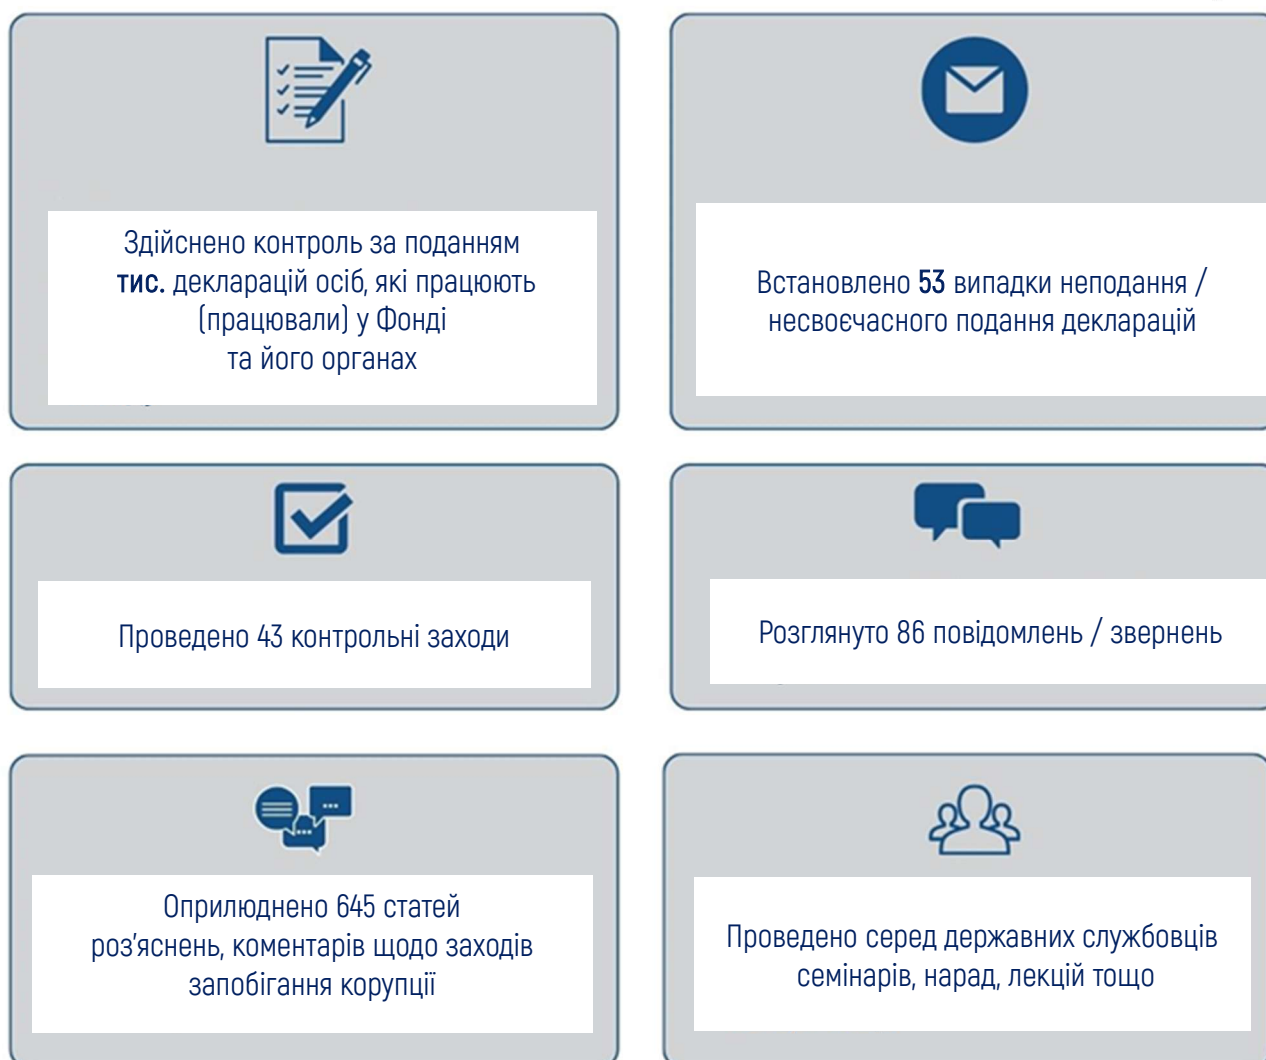 Здійснено контроль за поданням
тис. декларацій осіб, які працюють
(працювали) у Фонді
та його органах
Встановлено 53 випадки неподання /
несвоєчасного подання декларацій
Проведено 43 контрольні заходи
Розглянуто 86 повідомлень / звернень
Оприлюднено 645 статей
роз'яснень, коментарів щодо заходів
запобігання корупції
Проведено серед державних службовців
семінарів, нарад, лекцій тощо